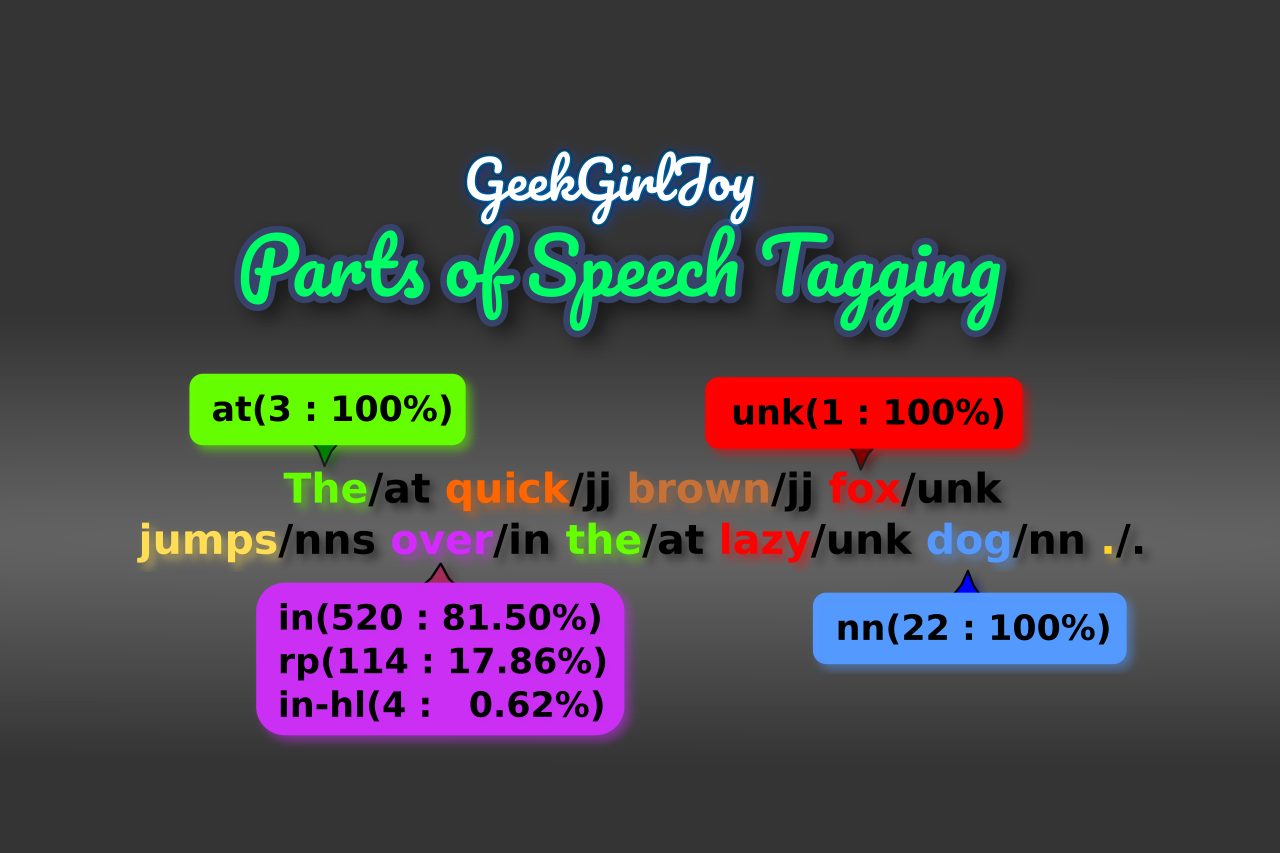 GeekGirlJoy
Parts of Speech Tagging
at(3 : 100%)
unk(1 : 100%)
The/at quick/jj brown/jj fox/unk
jumps/nns over/in the/at lazy/unk dog/nn ./.
in(520 : 81.50%)
rp(114 : 17.86%)
in-hl(4 : 0.62%)
nn(22 : 100%)